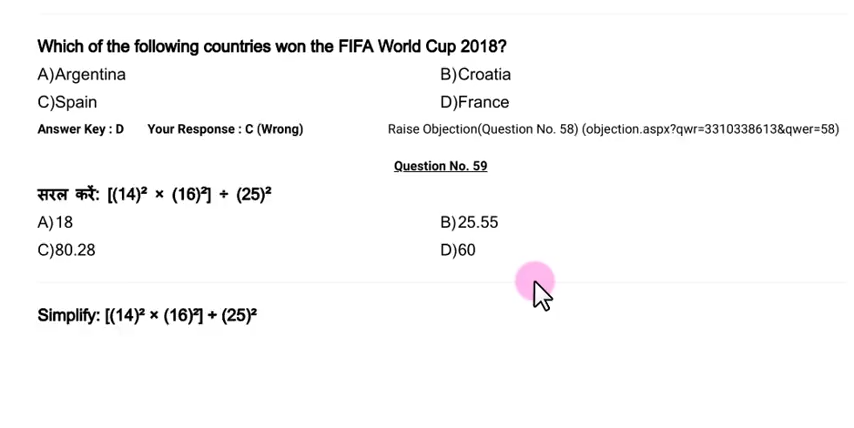 Which of the following countries won the FIFA World Cup 2018?
A)Argentina B)Croatia
C)Spain D)France
Answer Key : D Your Response : C (Wrong) Raise Objection(Question No. 58) (objection.aspx?qwr=3310338613&qwer=58)
Question No. 59
सरल करें: [(14)² × (16)²] ÷ (25)²
A)18 B)25.55
C)80.28 D)60
Simplify: [(14)² × (16)²] ÷ (25)²